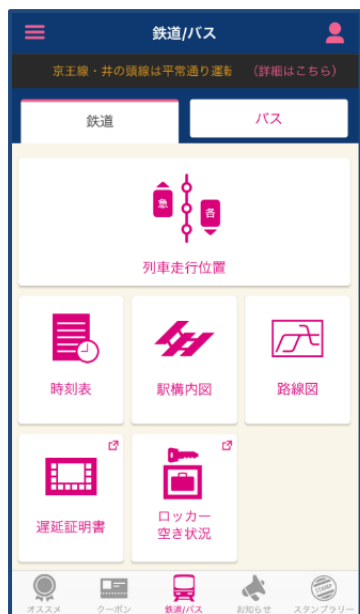 鉄道/バス
京王線・井の頭線は平常通り運転 （詳細はこちら）
鉄道
バス
急
各
列車走行位置
時刻表
駅構内図
路線図
遅延証明書
ロッカー
空き状況
STAMP
オススメ
クーポン
鉄道/バス
お知らせ
スタンプラリー